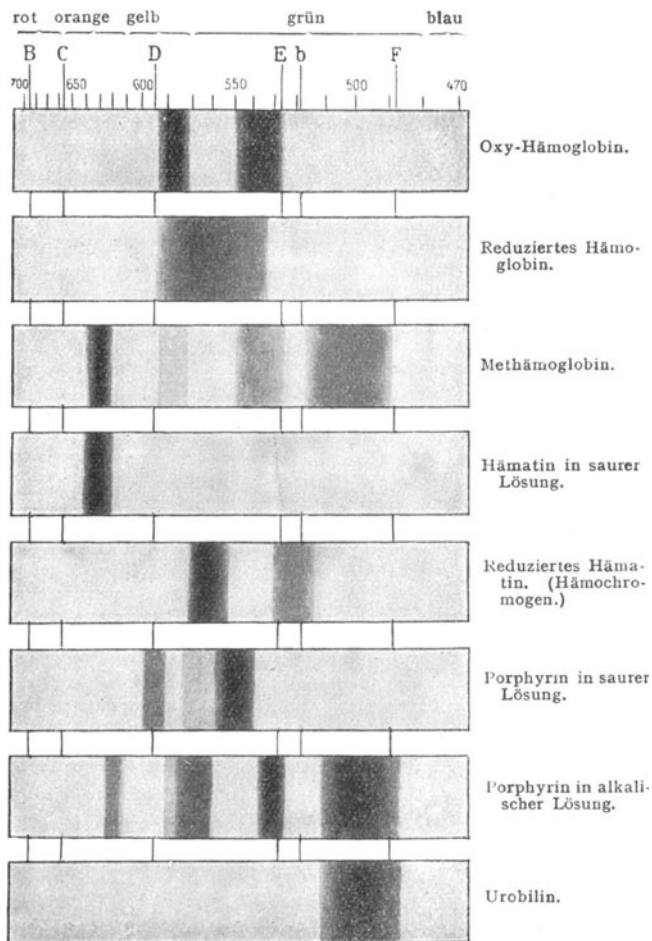 rot orange gelb grün blau
B C D E b F
700 650 600 550 500 470
Oxy-Hämoglobin.
Reduziertes Hämo-
globin.
Methämoglobin.
Hämatin in saurer
Lösung.
Reduziertes Häma-
tin. (Hämochro-
mogen.)
Porphyrin in saurer
Lösung.
Porphyrin in alkali-
scher Lösung.
Urobilin.